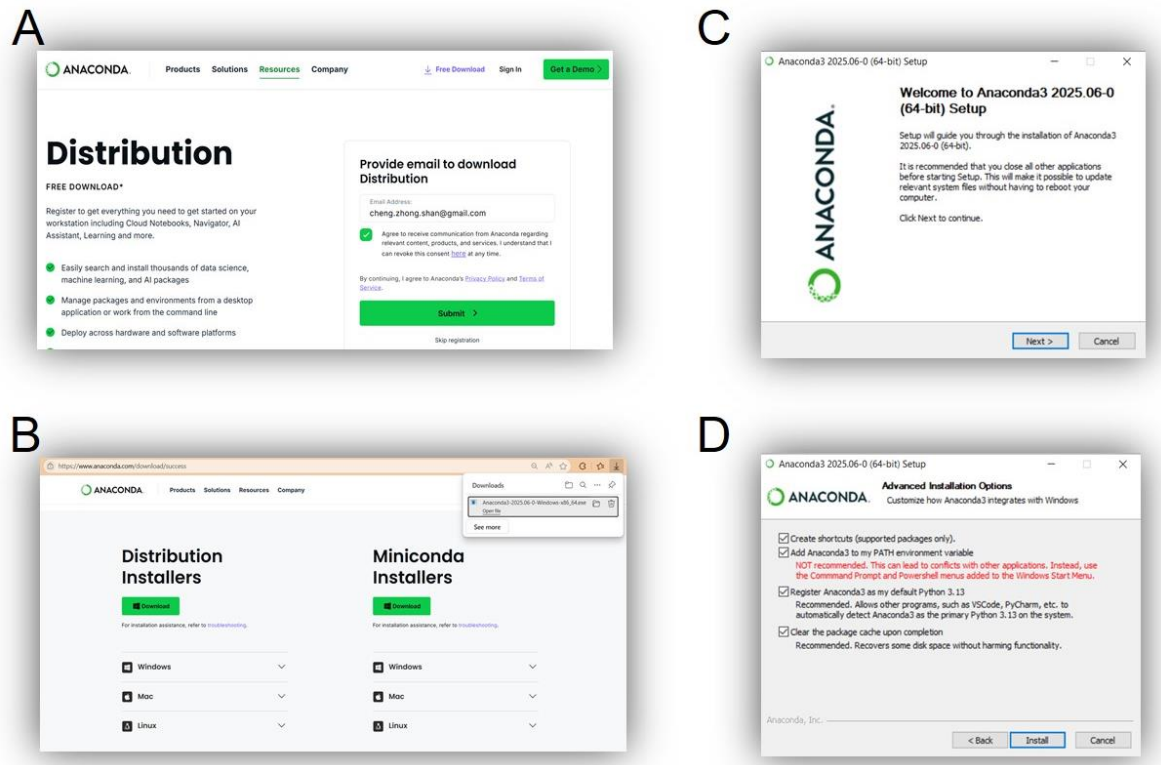 A
ANACONDA.
Products Solutions Resources Company
Free Download Sign In Get a Demo
Distribution
FREE DOWNLOAD*
Register to get everything you need to get started on your
workstation including Cloud Notebooks, Navigator, AI
Assistant, Learning and more.
Easily search and install thousands of data science,
machine learning, and AI packages
Manage packages and environments from a desktop
application or work from the command line
Deploy across hardware and software platforms
Provide email to download
Distribution
Email Address:
cheng.zhong.shan@gmail.com
Agree to receive communication from Anaconda regarding
relevant content, products, and services. I understand that I
can revoke this consent here at any time.
By continuing, I agree to Anaconda's Privacy Policy and Terms of
Service.
Submit >
Skip registration
B
https://www.anaconda.com/download/success
ANACONDA.
Products Solutions Resources Company
Downloads
Anaconda3-2025.06-0-Windows-x86_64.exe
Open file
See more
Distribution
Installers
Download
For installation assistance, refer to troubleshooting.
Windows
Mac
Linux
Miniconda
Installers
Download
For installation assistance, refer to troubleshooting.
Windows
Mac
Linux
C
Anaconda3 2025.06-0 (64-bit) Setup
ANACONDA.
Welcome to Anaconda3 2025.06-0
(64-bit) Setup
Setup will guide you through the installation of Anaconda3
2025.06-0 (64-bit).
It is recommended that you close all other applications
before starting Setup. This will make it possible to update
relevant system files without having to reboot your
computer.
Click Next to continue.
Next > Cancel
D
Anaconda3 2025.06-0 (64-bit) Setup
ANACONDA.
Advanced Installation Options
Customize how Anaconda3 integrates with Windows
Create shortcuts (supported packages only).
Add Anaconda3 to my PATH environment variable
NOT recommended. This can lead to conflicts with other applications. Instead, use
the Commmand Prompt and Powershell menus added to the Windows Start Menu.
Register Anaconda3 as my default Python 3.13
Recommended. Allows other programs, such as VSCode, PyCharm, etc. to
automatically detect Anaconda3 as the primary Python 3.13 on the system.
Clear the package cache upon completion
Recommended. Recovers some disk space without harming functionality.
Anaconda, Inc.
< Back Install Cancel